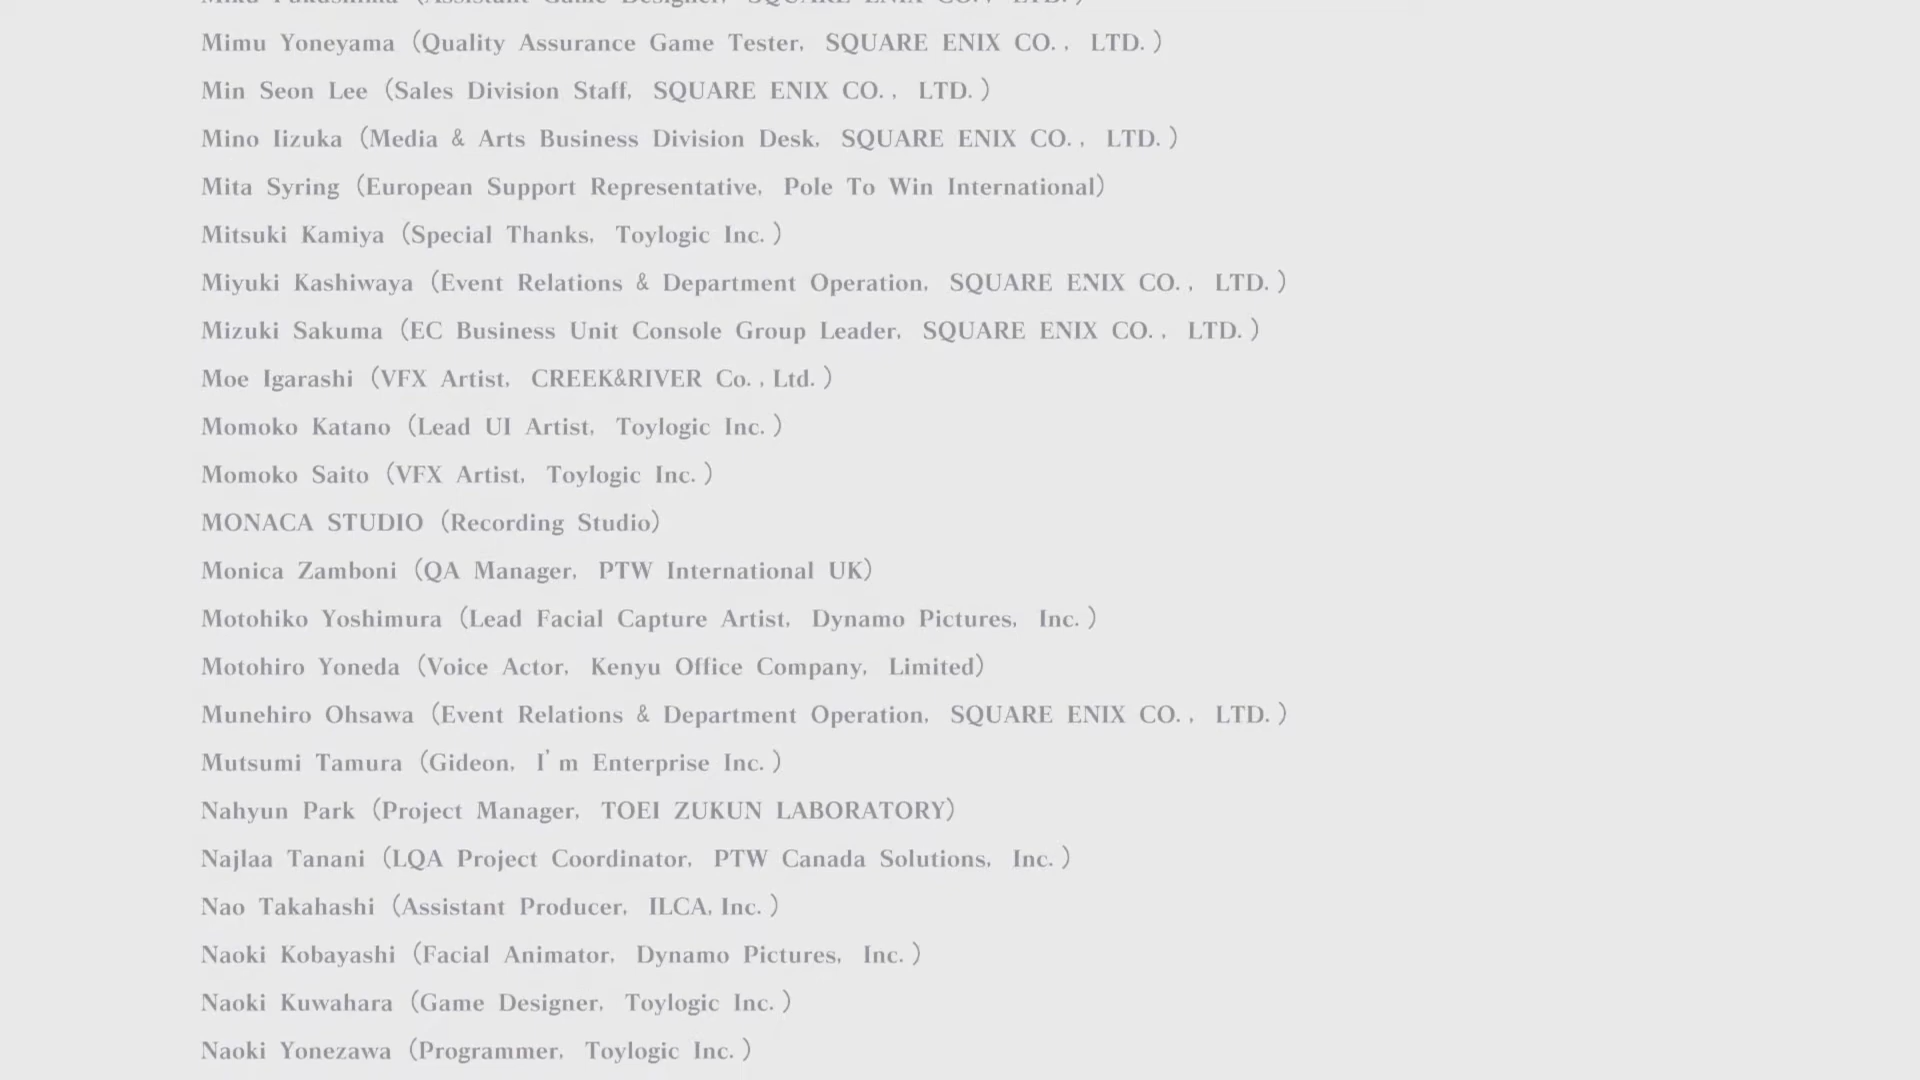 Miku Fukushima (Assistant Game Designer, SQUARE ENIX CO., LTD.)
Mimu Yoneyama (Quality Assurance Game Tester, SQUARE ENIX CO., LTD.)
Min Seon Lee (Sales Division Staff, SQUARE ENIX CO., LTD.)
Mino Iizuka (Media & Arts Business Division Desk, SQUARE ENIX CO., LTD.)
Mita Syring (European Support Representative, Pole To Win International)
Mitsuki Kamiya (Special Thanks, Toylogic Inc.)
Miyuki Kashiwaya (Event Relations & Department Operation, SQUARE ENIX CO., LTD.)
Mizuki Sakuma (EC Business Unit Console Group Leader, SQUARE ENIX CO., LTD.)
Moe Igarashi (VFX Artist, CREEK&RIVER Co.,Ltd.)
Momoko Katano (Lead UI Artist, Toylogic Inc.)
Momoko Saito (VFX Artist, Toylogic Inc.)
MONACA STUDIO (Recording Studio)
Monica Zamboni (QA Manager, PTW International UK)
Motohiko Yoshimura (Lead Facial Capture Artist, Dynamo Pictures, Inc.)
Motohiro Yoneda (Voice Actor, Kenyu Office Company, Limited)
Munehiro Ohsawa (Event Relations & Department Operation, SQUARE ENIX CO., LTD.)
Mutsumi Tamura (Gideon, I'm Enterprise Inc.)
Nahyun Park (Project Manager, TOEI ZUKUN LABORATORY)
Najlaa Tanani (LQA Project Coordinator, PTW Canada Solutions, Inc.)
Nao Takahashi (Assistant Producer, ILCA,Inc.)
Naoki Kobayashi (Facial Animator, Dynamo Pictures, Inc.)
Naoki Kuwahara (Game Designer, Toylogic Inc.)
Naoki Yonezawa (Programmer, Toylogic Inc.)